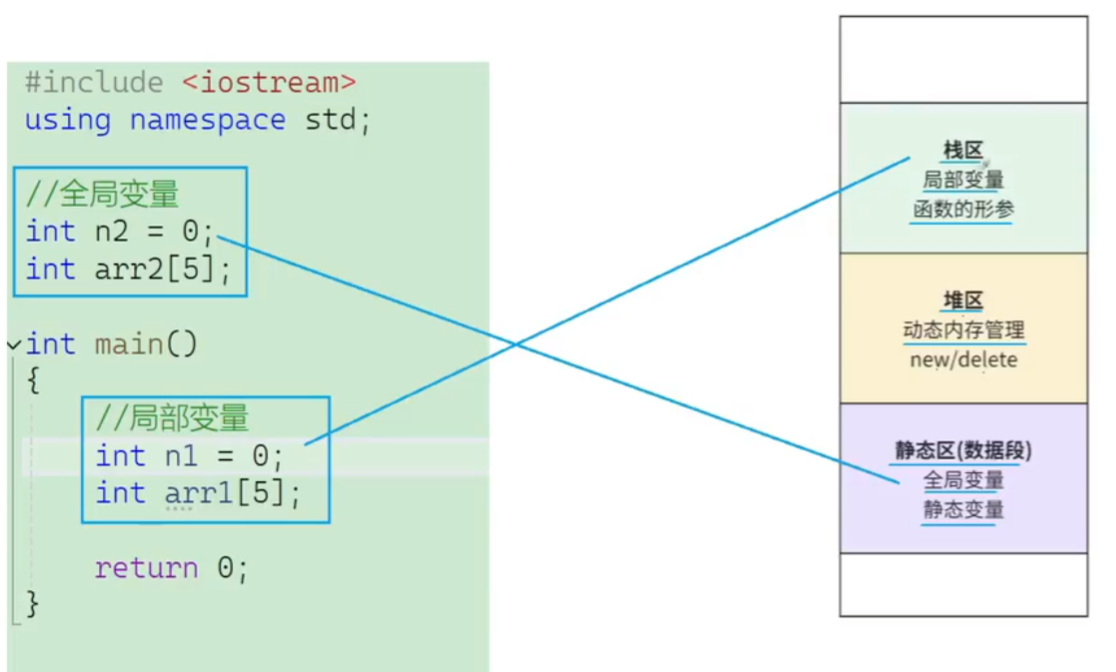 #include <iostream>
using namespace std;
//全局变量
int n2 = 0;
int arr2[5];
int main()
{
//局部变量
int n1 = 0;
int arr1[5];
return 0;
}
栈区
局部变量
函数的形参
堆区
动态内存管理
new/delete
静态区(数据段)
全局变量
静态变量